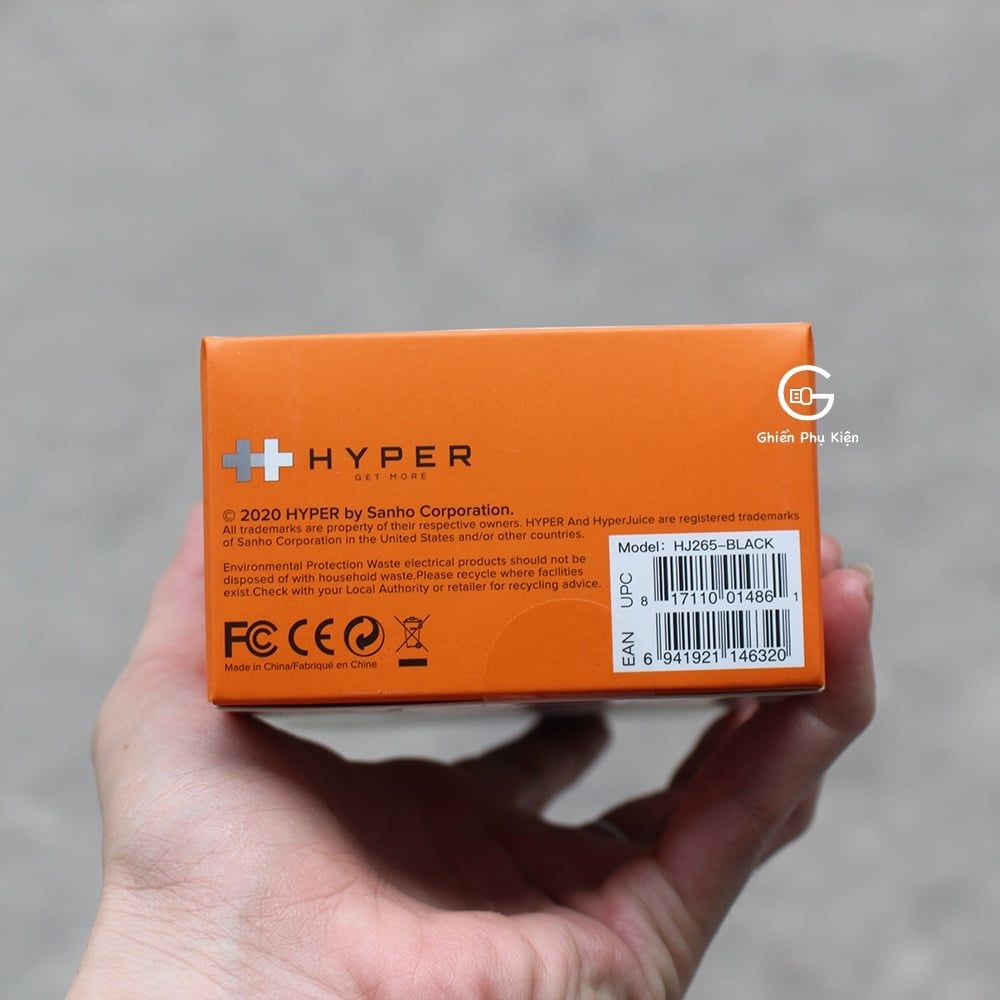 Ghiền Phụ Kiện
HYPER
GET MORE
© 2020 HYPER by Sanho Corporation.
All trademarks are property of their respective owners. HYPER And HyperJuice are registered trademarks
of Sanho Corporation in the United States and/or other countries.
Environmental Protection Waste electrical products should not be
disposed of with household waste.Please recycle where facilities
exist.Check with your Local Authority or retailer for recycling advice.
FC CE
Made in China/Fabriqué en Chine
Model: HJ265-BLACK
UPC
8 17110 01486 1
EAN
6 941921 146320